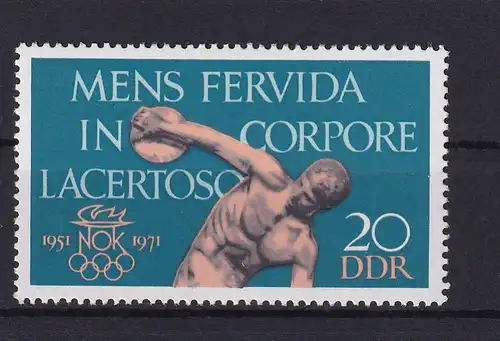 MENS FERVIDA
IN CORPORE
LACERTOSO
1951 NOK 1971
20
DDR